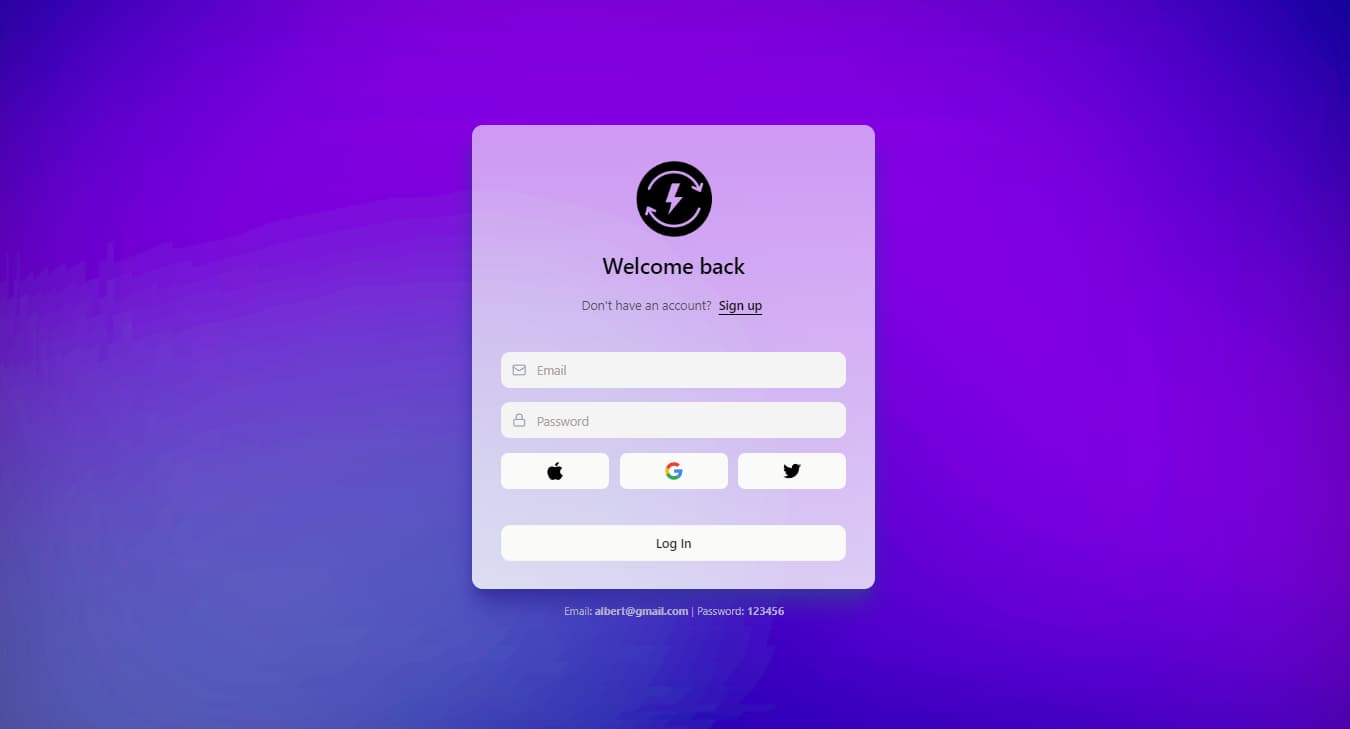 Welcome back
Don't have an account? Sign up
Email
Password
Log In
Email: albert@gmail.com | Password: 123456